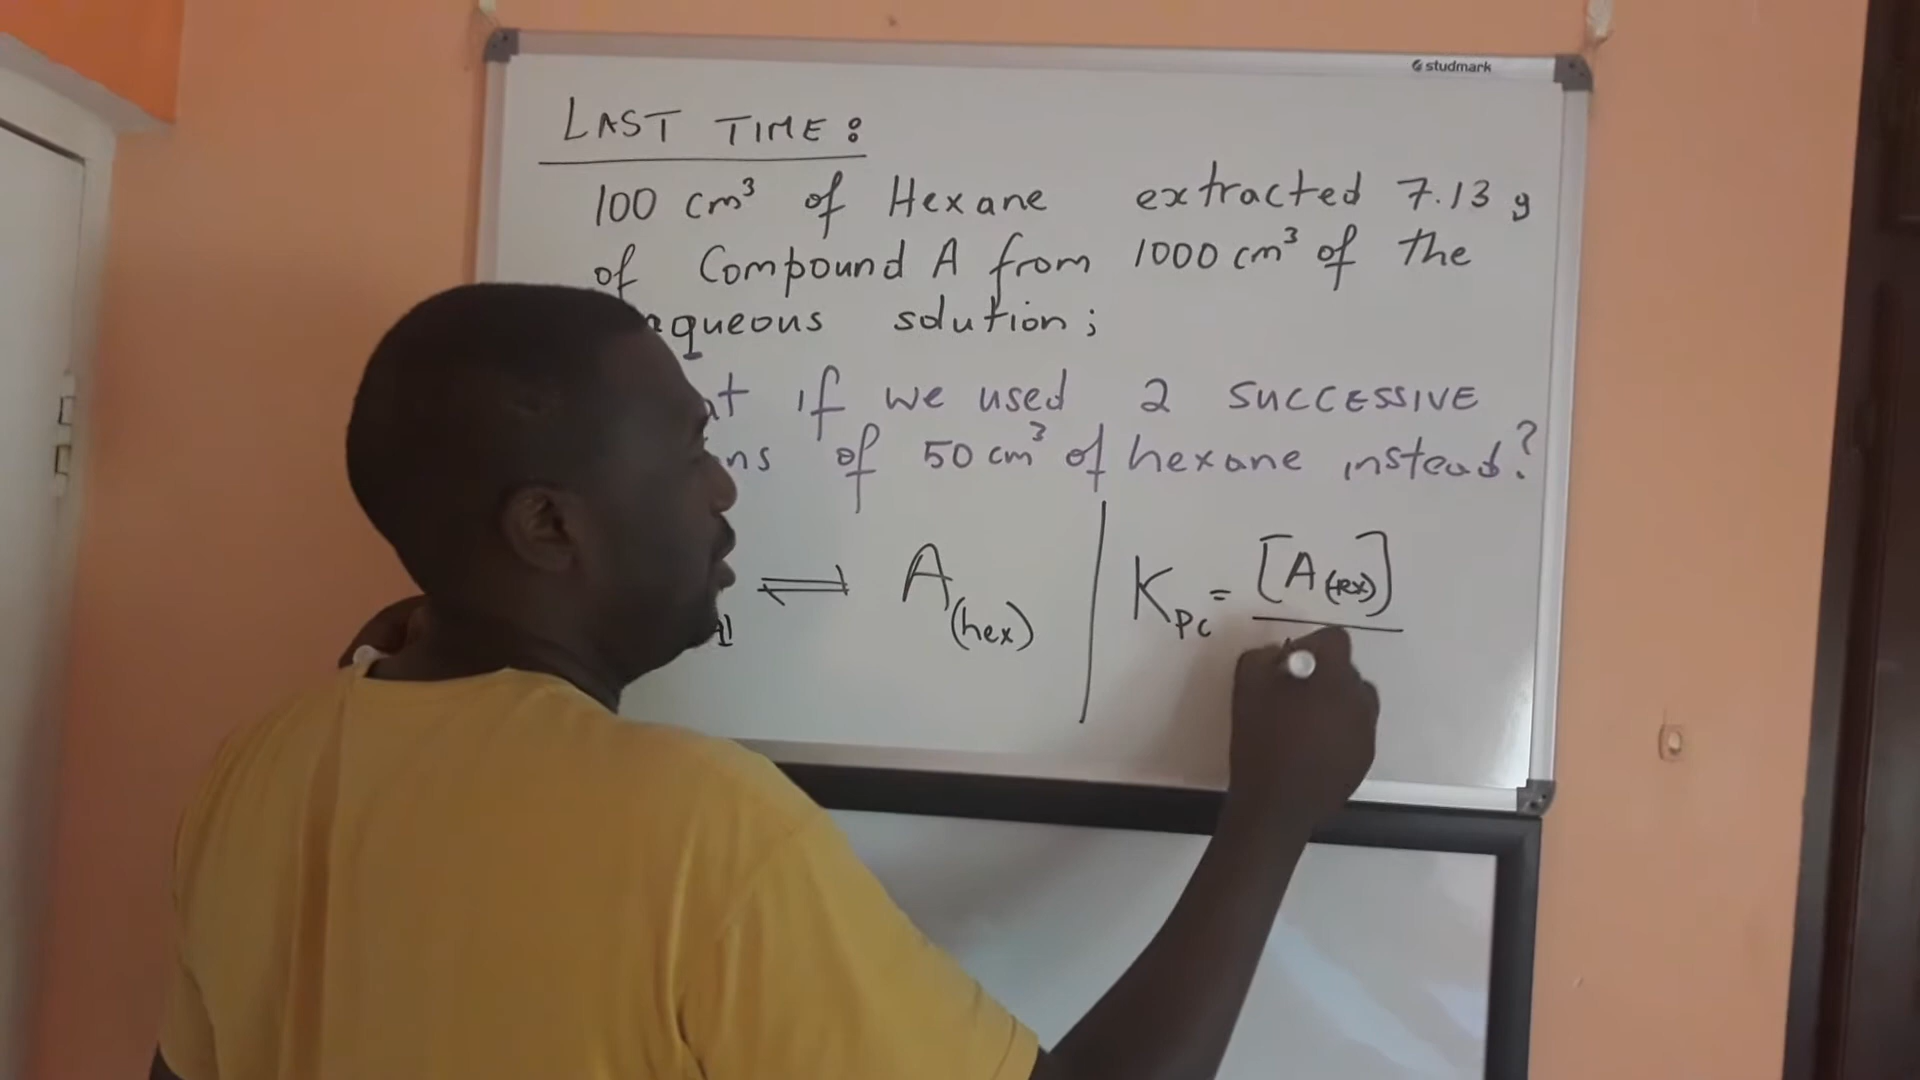 studmark
LAST TIME:
100 cm³ of Hexane extracted 7.13 g
of Compound A from 1000 cm³ of the
aqueous solution;
if we used 2 SUCCESSIVE
of 50 cm³ of hexane instead?
⇌ A(hex)
Kpc = [A(hex)]